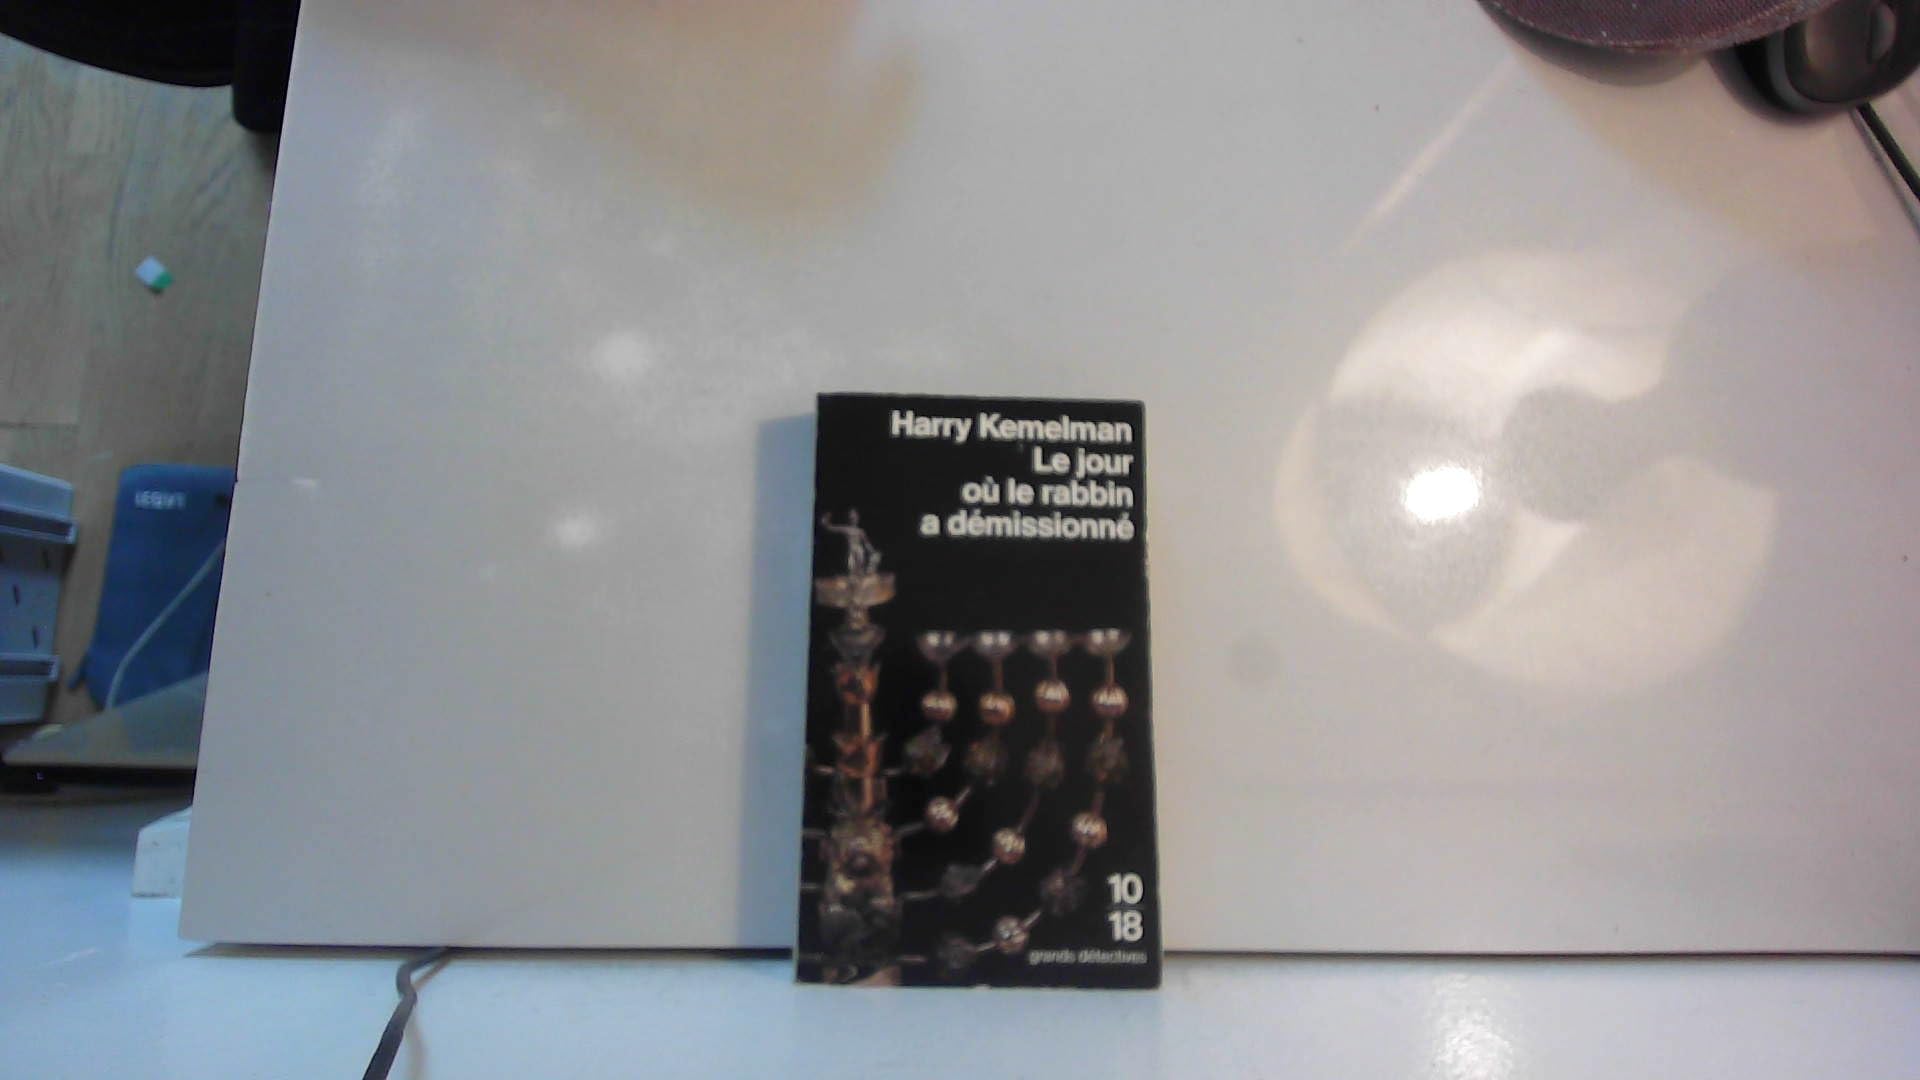 Harry Kemelman
Le jour
où le rabbin
a démissionné
10
18
grands détectives